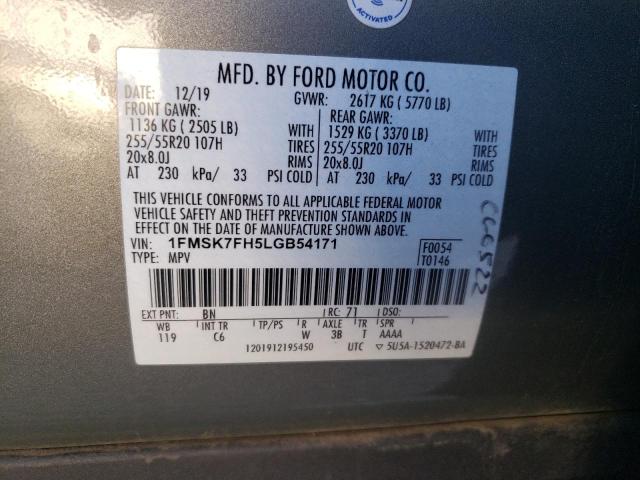 ACTIVATED
MFD. BY FORD MOTOR CO.
DATE: 12/19 GVWR: 2617 KG ( 5770 LB)
FRONT GAWR: REAR GAWR:
1136 KG ( 2505 LB) WITH 1529 KG ( 3370 LB) WITH
255/55R20 107H TIRES 255/55R20 107H TIRES
20x8.0J RIMS 20x8.0J RIMS
AT 230 kPa/ 33 PSI COLD AT 230 kPa/ 33 PSI COLD
THIS VEHICLE CONFORMS TO ALL APPLICABLE FEDERAL MOTOR
VEHICLE SAFETY AND THEFT PREVENTION STANDARDS IN
EFFECT ON THE DATE OF MANUFACTURE SHOWN ABOVE.
VIN: 1FMSK7FH5LGB54171 F0054
TYPE: MPV T0146
CGC522
EXT PNT: BN RC: 71 DSO:
WB INT TR TP/PS R AXLE TR SPR
119 C6 W 3B T AAAA
1201912195450 UTC ▽ 5U5A-1520472-BA